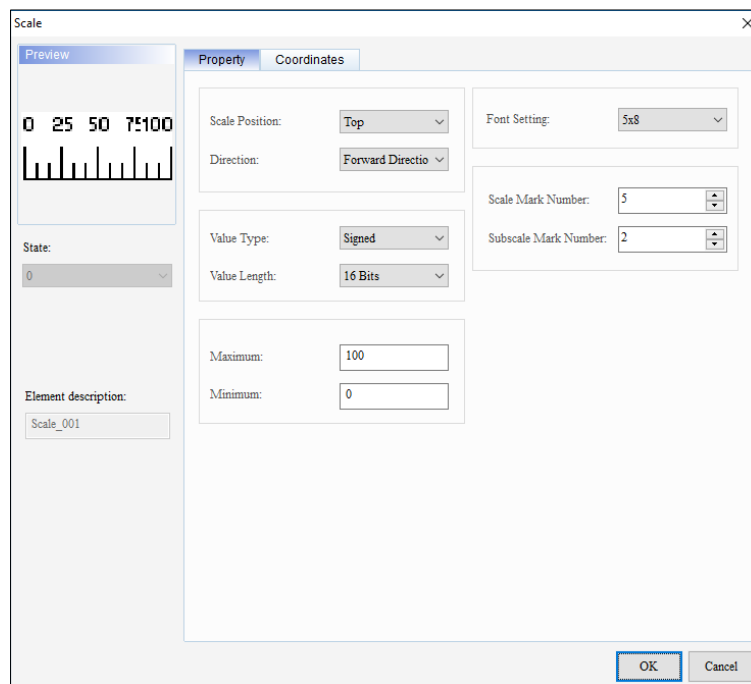 Scale
Preview
0 25 50 75100
State:
0
Element description:
Scale_001
Property Coordinates
Scale Position: Top
Direction: Forward Directio
Value Type: Signed
Value Length: 16 Bits
Maximum: 100
Minimum: 0
Font Setting: 5x8
Scale Mark Number: 5
Subscale Mark Number: 2
OK Cancel